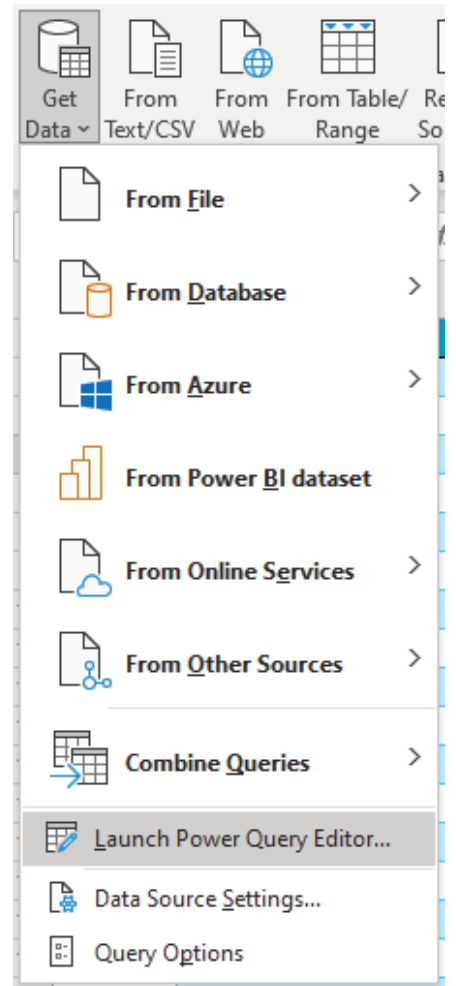 Get Data
From Text/CSV
From Web
From Table/ Range
From File
From Database
From Azure
From Power BI dataset
From Online Services
From Other Sources
Combine Queries
Launch Power Query Editor...
Data Source Settings...
Query Options